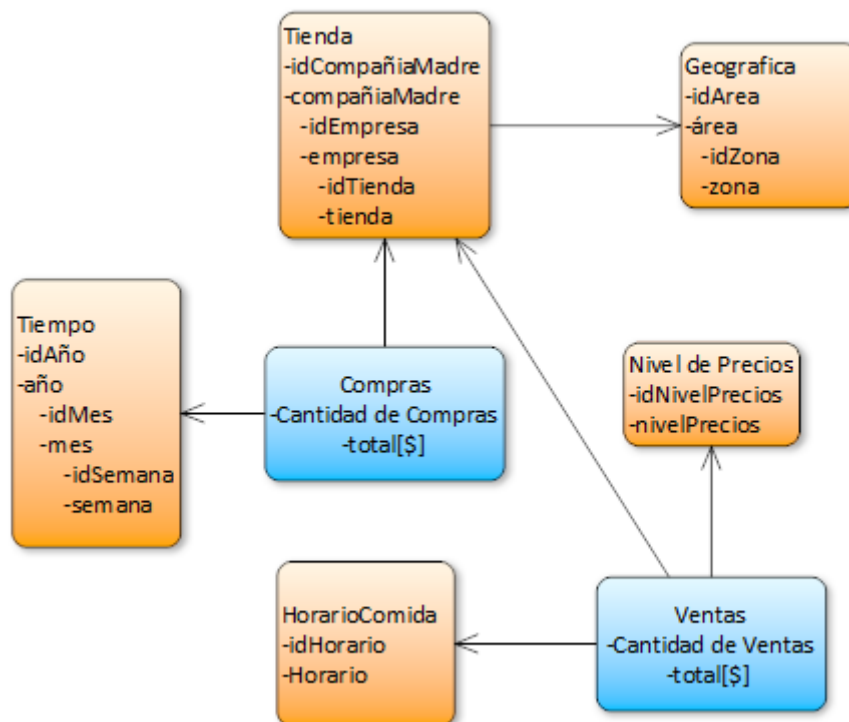 Tienda
-idCompañiaMadre
-compañiaMadre
-idEmpresa
-empresa
-idTienda
-tienda
Geografica
-idArea
-área
-idZona
-zona
Tiempo
-idAño
-año
-idMes
-mes
-idSemana
-semana
Compras
-Cantidad de Compras
-total[$]
Nivel de Precios
-idNivelPrecios
-nivelPrecios
HorarioComida
-idHorario
-Horario
Ventas
-Cantidad de Ventas
-total[$]